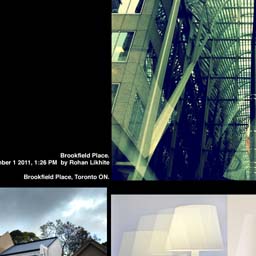 Brookfield Place.
ber 1 2011, 1:26 PM by Rohan Likhite
Brookfield Place, Toronto ON.